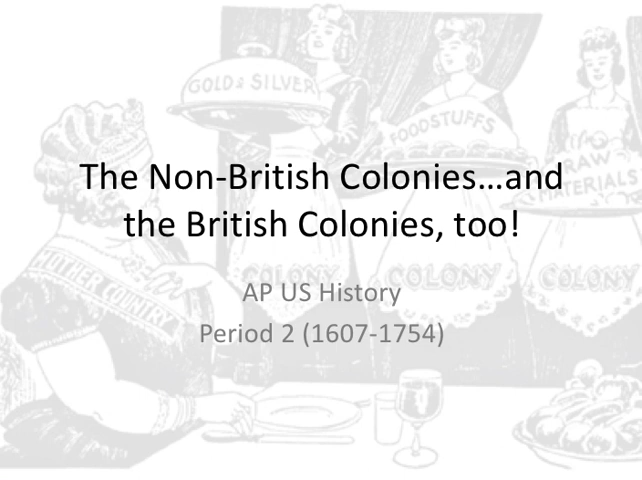 GOLD & SILVER
FOODSTUFFS
RAW
MATERIALS
The Non-British Colonies…and
the British Colonies, too!
MOTHER COUNTRY
COLONY
COLONY
COLONY
AP US History
Period 2 (1607-1754)